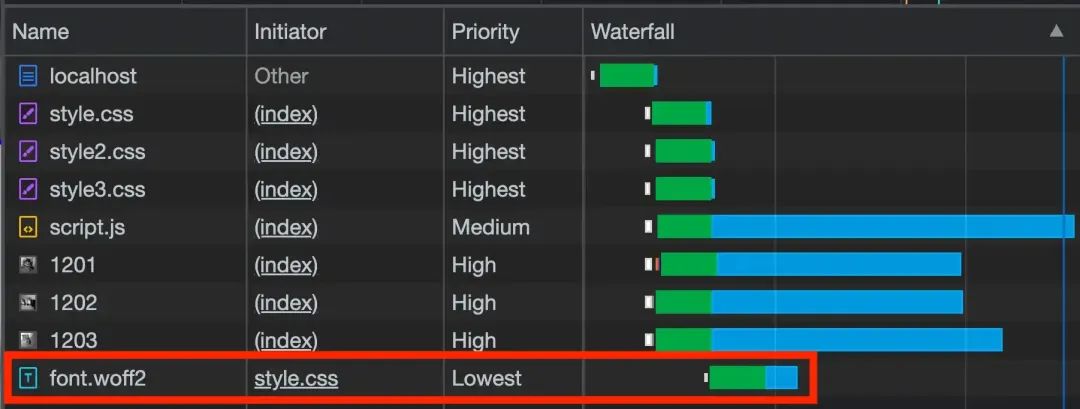 Name Initiator Priority Waterfall
localhost Other Highest
style.css (index) Highest
style2.css (index) Highest
style3.css (index) Highest
script.js (index) Medium
1201 (index) High
1202 (index) High
1203 (index) High
T font.woff2 style.css Lowest